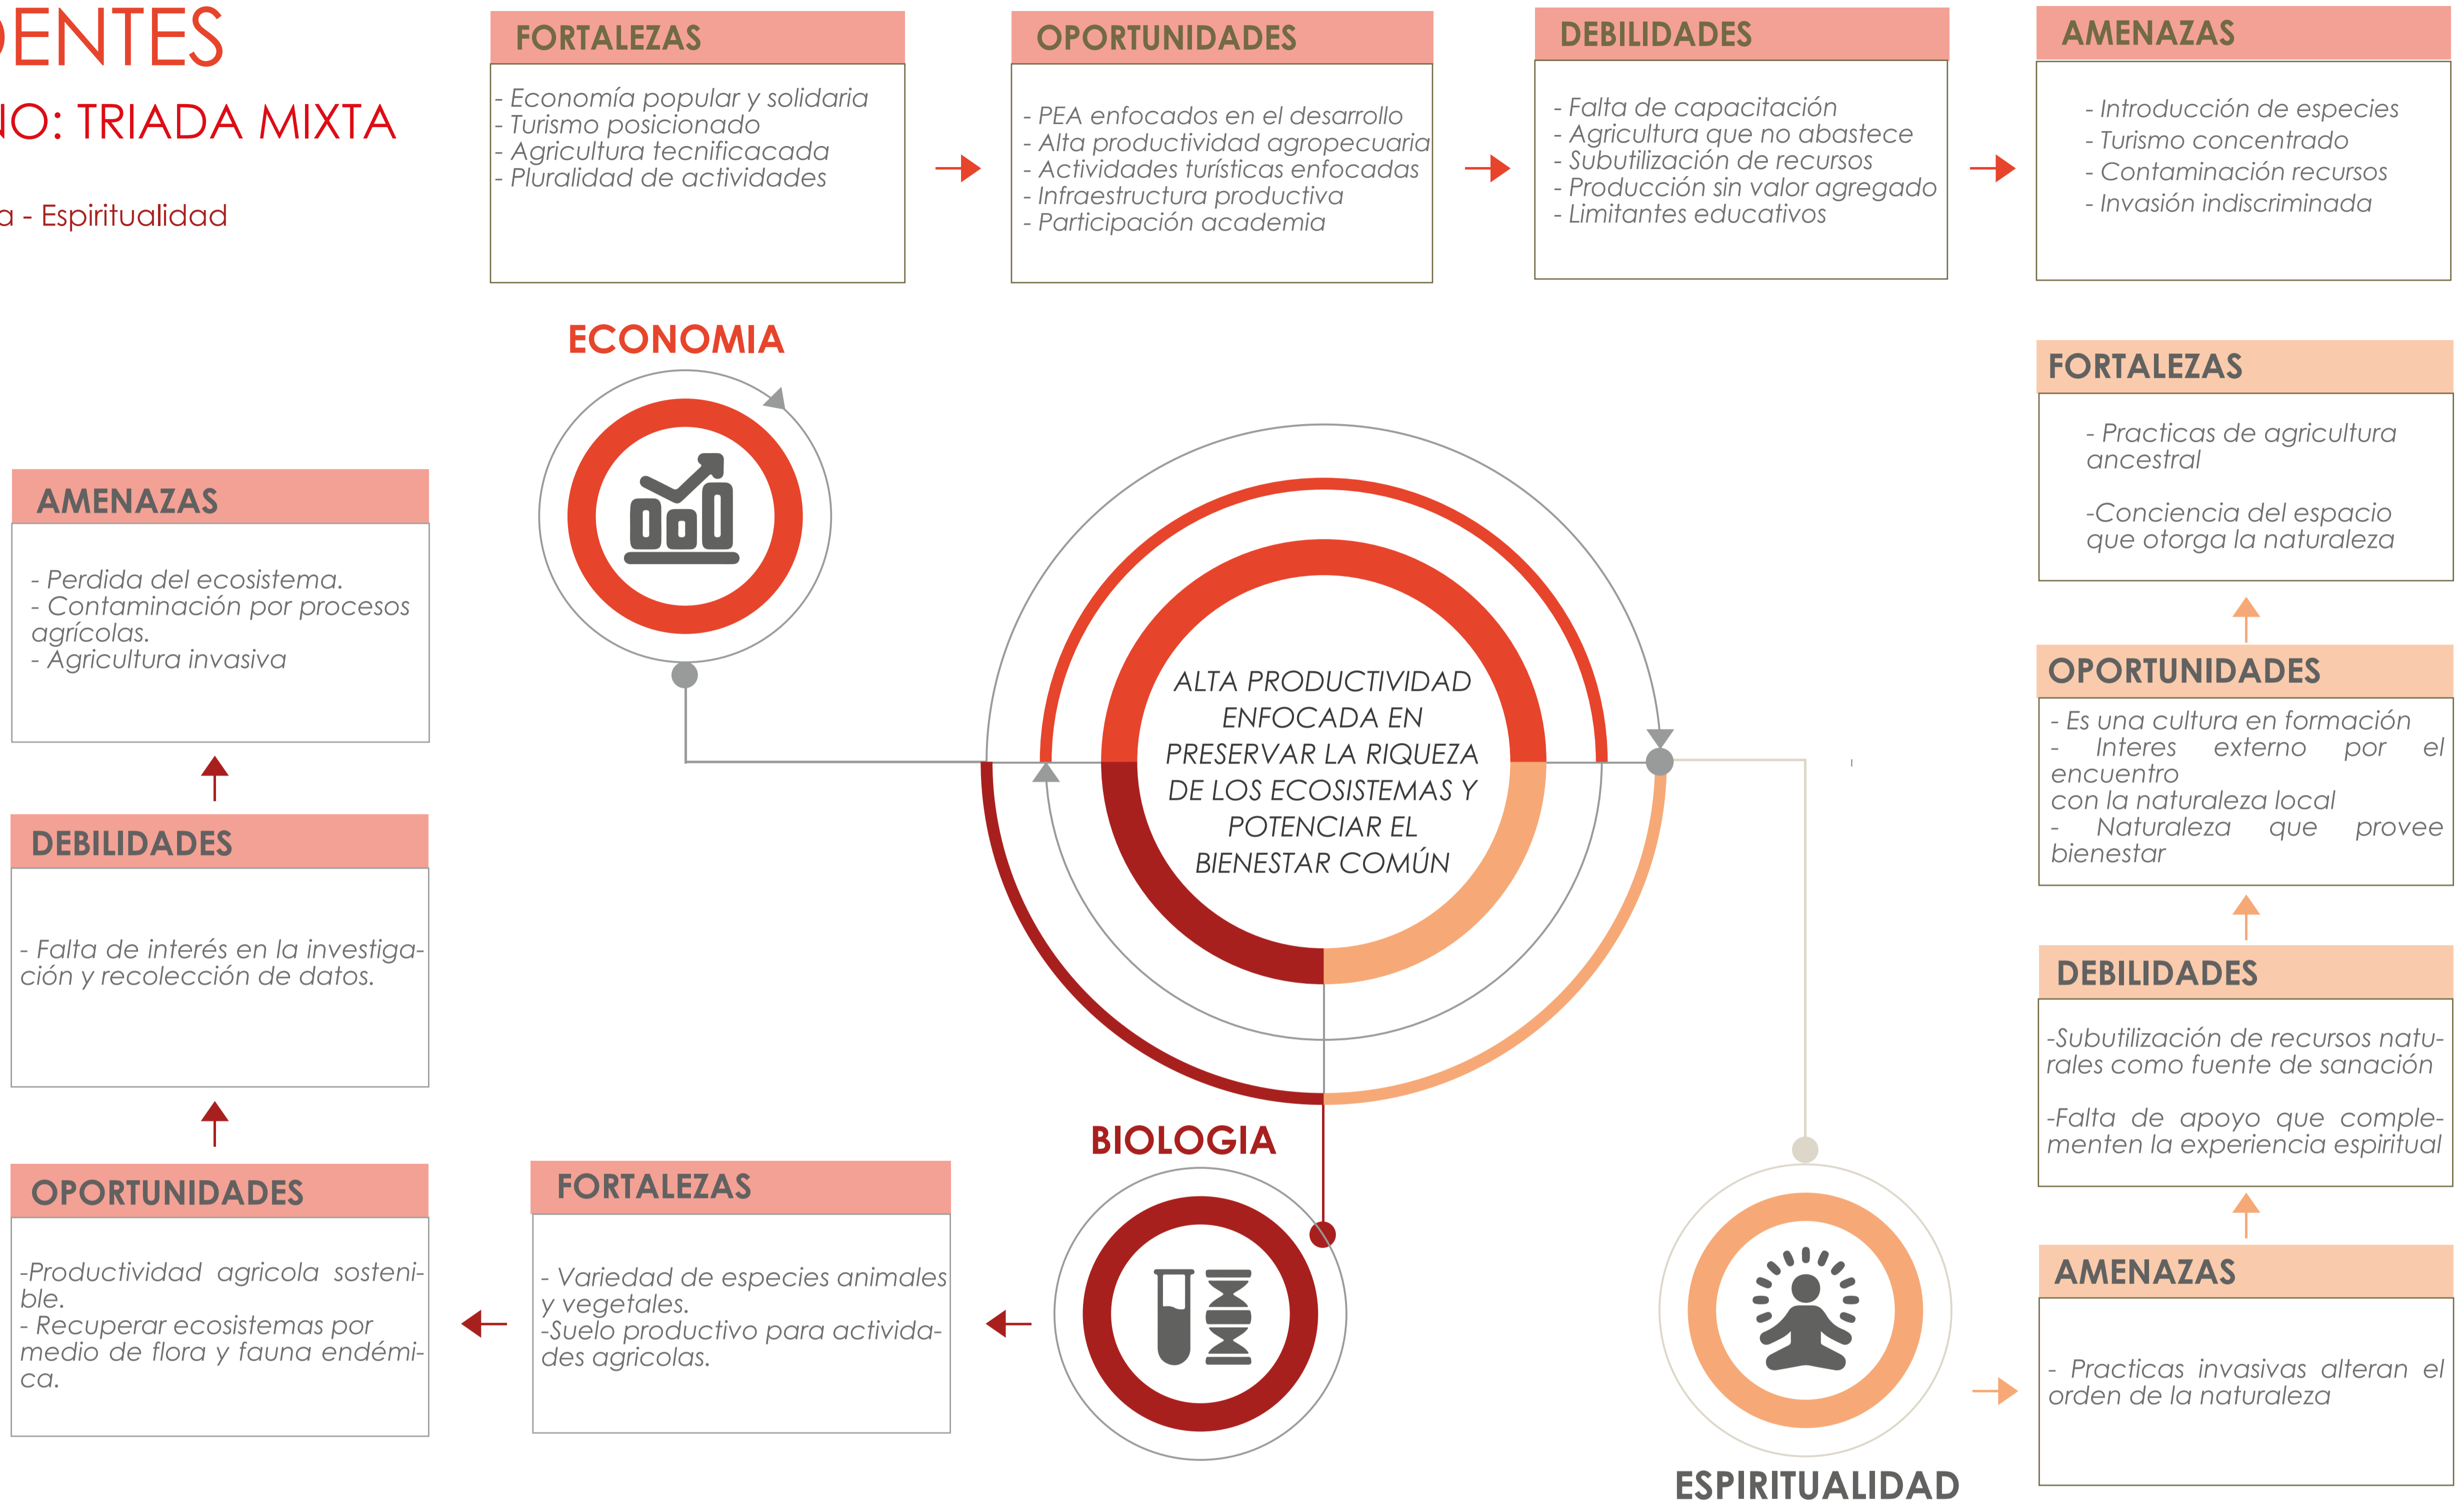 DENTES
NO: TRIADA MIXTA
a - Espiritualidad
FORTALEZAS
- Economía popular y solidaria
- Turismo posicionado
- Agricultura tecnificacada
- Pluralidad de actividades
OPORTUNIDADES
- PEA enfocados en el desarrollo
- Alta productividad agropecuaria
- Actividades turísticas enfocadas
- Infraestructura productiva
- Participación academia
DEBILIDADES
- Falta de capacitación
- Agricultura que no abastece
- Subutilización de recursos
- Producción sin valor agregado
- Limitantes educativos
AMENAZAS
- Introducción de especies
- Turismo concentrado
- Contaminación recursos
- Invasión indiscriminada
ECONOMIA
ALTA PRODUCTIVIDAD
ENFOCADA EN
PRESERVAR LA RIQUEZA
DE LOS ECOSISTEMAS Y
POTENCIAR EL
BIENESTAR COMÚN
FORTALEZAS
- Practicas de agricultura
ancestral
-Conciencia del espacio
que otorga la naturaleza
OPORTUNIDADES
- Es una cultura en formación
- Interes externo por el
encuentro
con la naturaleza local
- Naturaleza que provee
bienestar
DEBILIDADES
-Subutilización de recursos natu-
rales como fuente de sanación
-Falta de apoyo que comple-
menten la experiencia espiritual
AMENAZAS
- Practicas invasivas alteran el
orden de la naturaleza
ESPIRITUALIDAD
BIOLOGIA
FORTALEZAS
- Variedad de especies animales
y vegetales.
-Suelo productivo para activida-
des agricolas.
OPORTUNIDADES
-Productividad agricola sosteni-
ble.
- Recuperar ecosistemas por
medio de flora y fauna endémi-
ca.
DEBILIDADES
- Falta de interés en la investiga-
ción y recolección de datos.
AMENAZAS
- Perdida del ecosistema.
- Contaminación por procesos
agrícolas.
- Agricultura invasiva